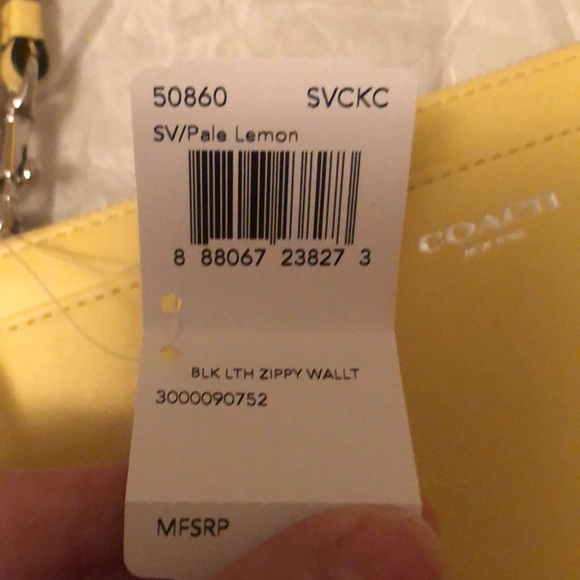 50860 SVCKC
SV/Pale Lemon
8 88067 23827 3
BLK LTH ZIPPY WALLT
3000090752
MFSRP
COACH